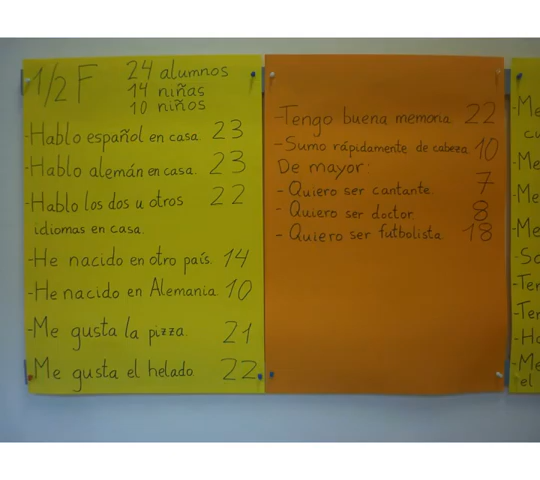 1/2 F
24 alumnos
14 niñas
10 niños
-Hablo español en casa. 23
-Hablo alemán en casa. 23
-Hablo los dos u otros 22
idiomas en casa.
-He nacido en otro país. 14
-He nacido en Alemania. 10
-Me gusta la pizza. 21
-Me gusta el helado. 22
-Tengo buena memoria. 22
-Sumo rápidamente de cabeza. 10
De mayor:
- Quiero ser cantante. 7
- Quiero ser doctor. 8
- Quiero ser futbolista. 18
-Me
-Me
-Me
-Me
-Me
el